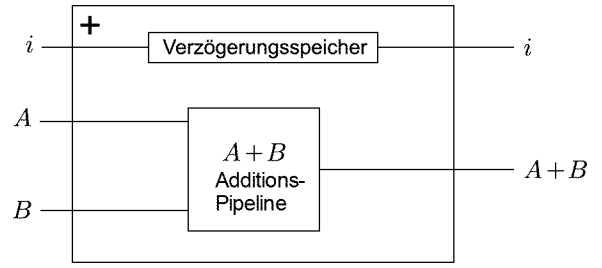 +
i Verzögerungsspeicher i
A
A+B A+B
Additions-
Pipeline
B